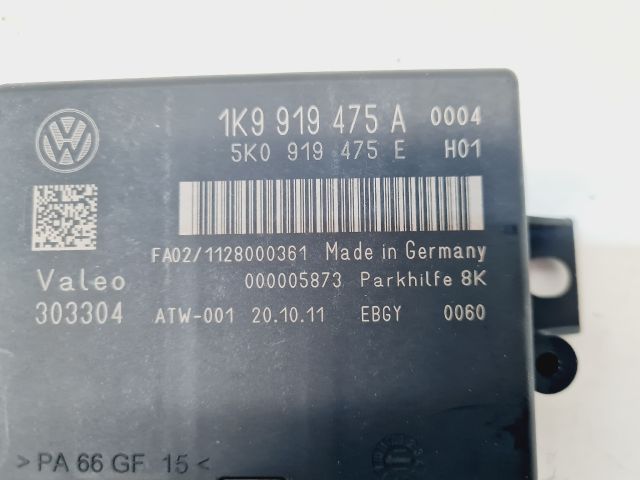 VW 1K9 919 475 A 0004
5K0 919 475 E H01
FA02/1128000361 Made in Germany
Valeo 000005873 Parkhilfe 8K
303304 ATW-001 20.10.11 EBGY 0060
>PA 66 GF 15<